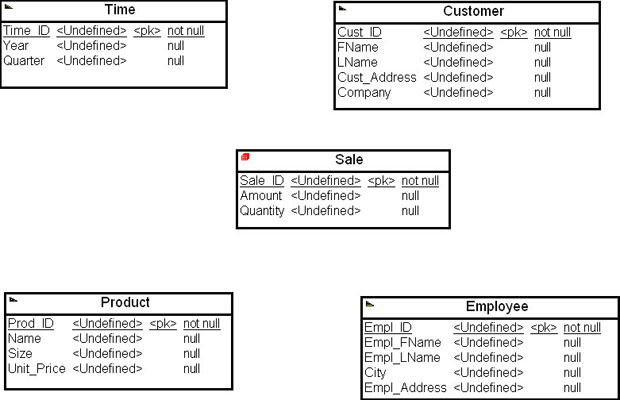 Time
Time_ID <Undefined> <pk> not null
Year <Undefined> null
Quarter <Undefined> null
Customer
Cust_ID <Undefined> <pk> not null
FName <Undefined> null
LName <Undefined> null
Cust_Address <Undefined> null
Company <Undefined> null
Sale
Sale_ID <Undefined> <pk> not null
Amount <Undefined> null
Quantity <Undefined> null
Product
Prod_ID <Undefined> <pk> not null
Name <Undefined> null
Size <Undefined> null
Unit_Price <Undefined> null
Employee
Empl_ID <Undefined> <pk> not null
Empl_FName <Undefined> null
Empl_LName <Undefined> null
City <Undefined> null
Empl_Address <Undefined> null